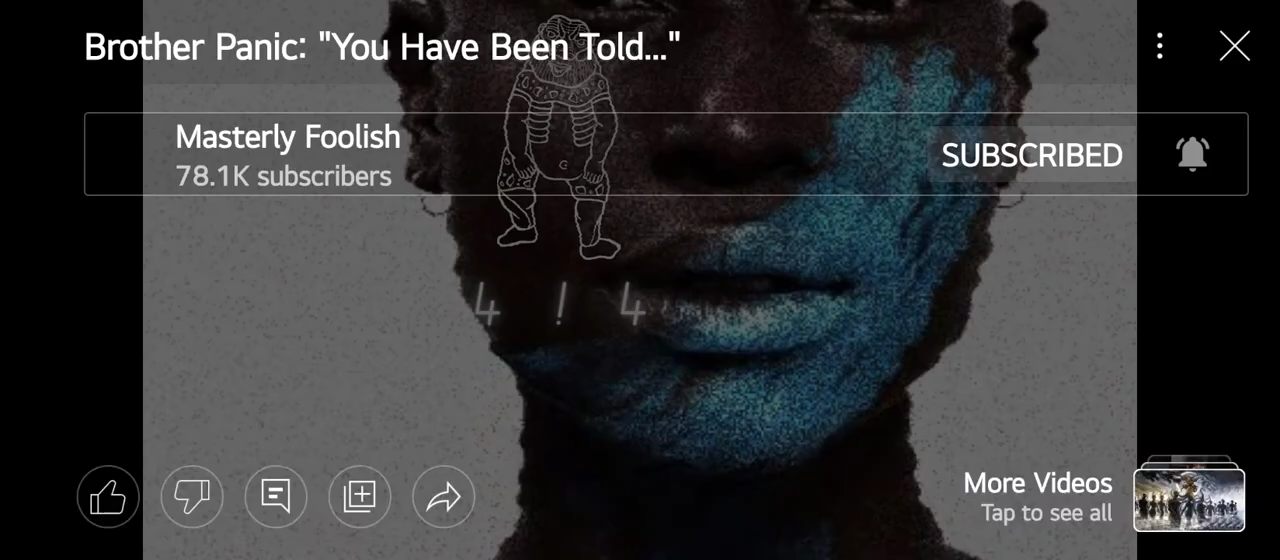 Brother Panic: "You Have Been Told..."
Masterly Foolish
78.1K subscribers
SUBSCRIBED
4 ! 4
More Videos
Tap to see all